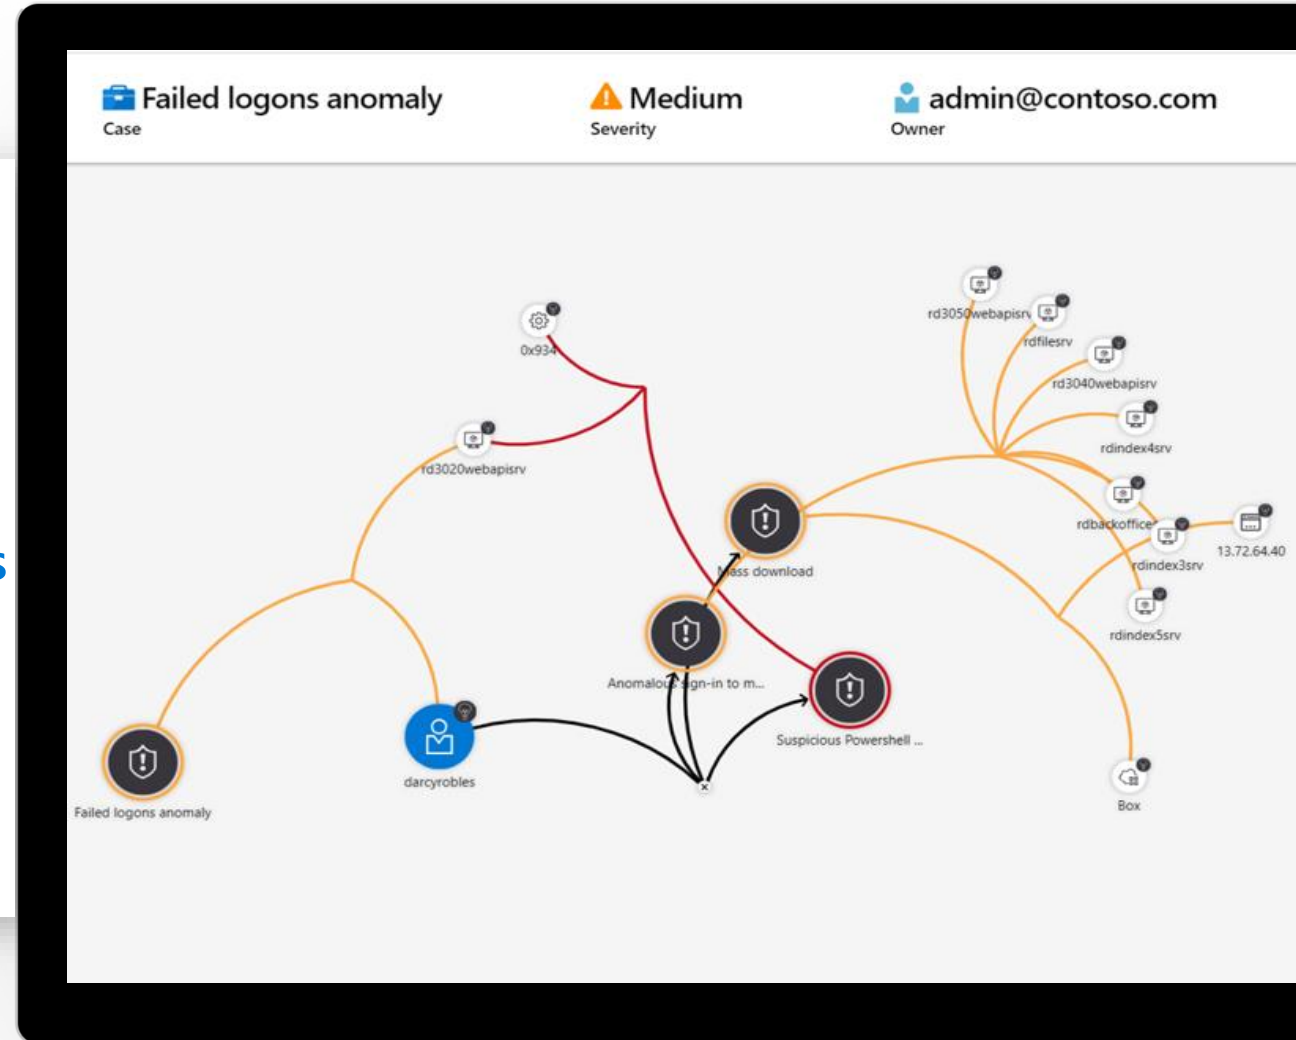 Failed logons anomaly
Case
Medium
Severity
admin@contoso.com
Owner
rd3050webapisrv
rdfilesrv
0x934
rd3040webapisrv
rdindex4srv
rd3020webapisrv
13.72.64.40
rdindex3srv
Mass download
rdindex5srv
Anomalous sign-in to m...
Suspicious Powershell ...
darcyrobles
Box
Failed logons anomaly
s